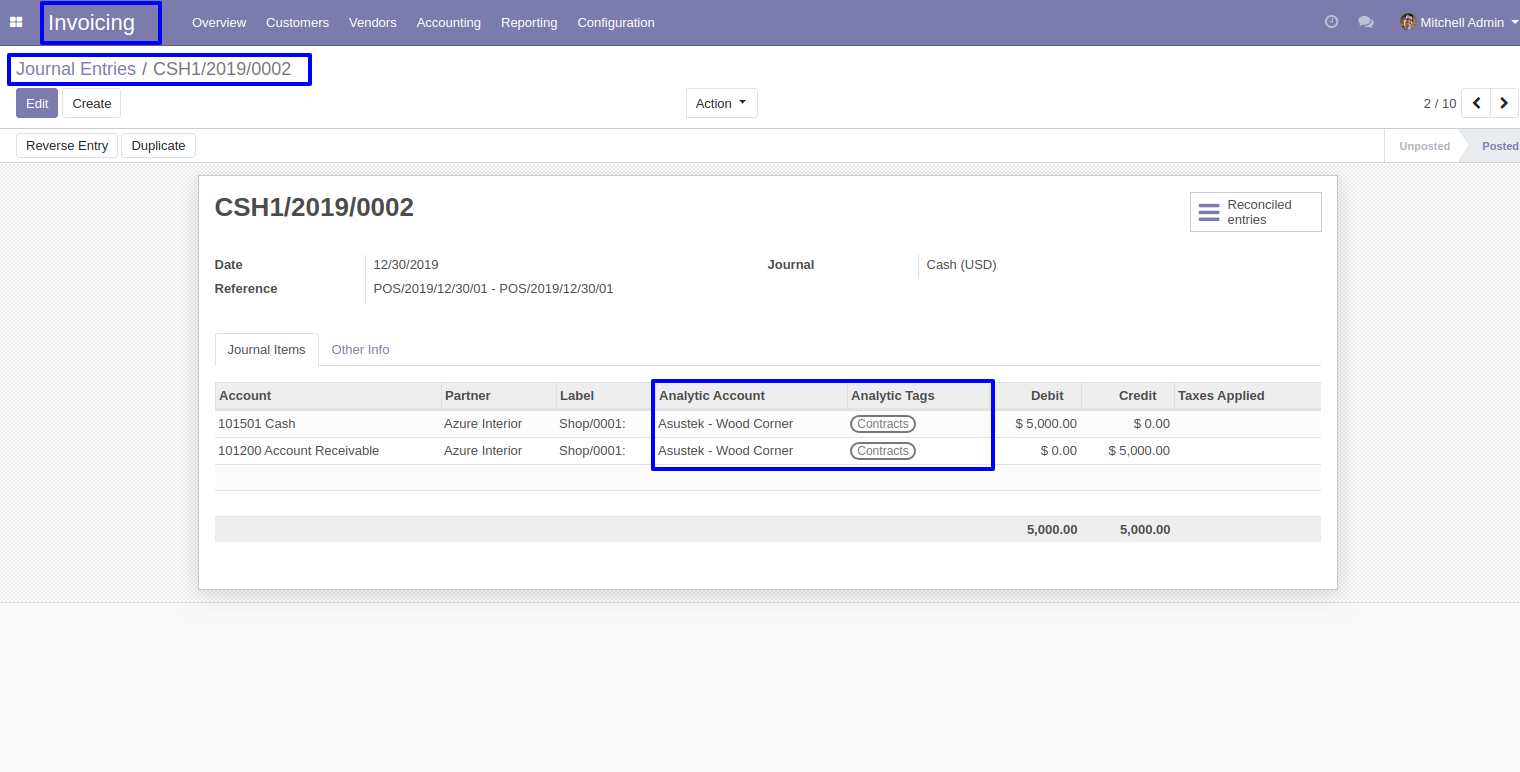 Invoicing Overview Customers Vendors Accounting Reporting Configuration Mitchell Admin
Journal Entries / CSH1/2019/0002
Edit Create Action 2 / 10
Reverse Entry Duplicate Unposted Posted
CSH1/2019/0002
Reconciled
entries
Date 12/30/2019 Journal Cash (USD)
Reference POS/2019/12/30/01 - POS/2019/12/30/01
Journal Items Other Info
Account Partner Label Analytic Account Analytic Tags Debit Credit Taxes Applied
101501 Cash Azure Interior Shop/0001: Asustek - Wood Corner Contracts $ 5,000.00 $ 0.00
101200 Account Receivable Azure Interior Shop/0001: Asustek - Wood Corner Contracts $ 0.00 $ 5,000.00
5,000.00 5,000.00